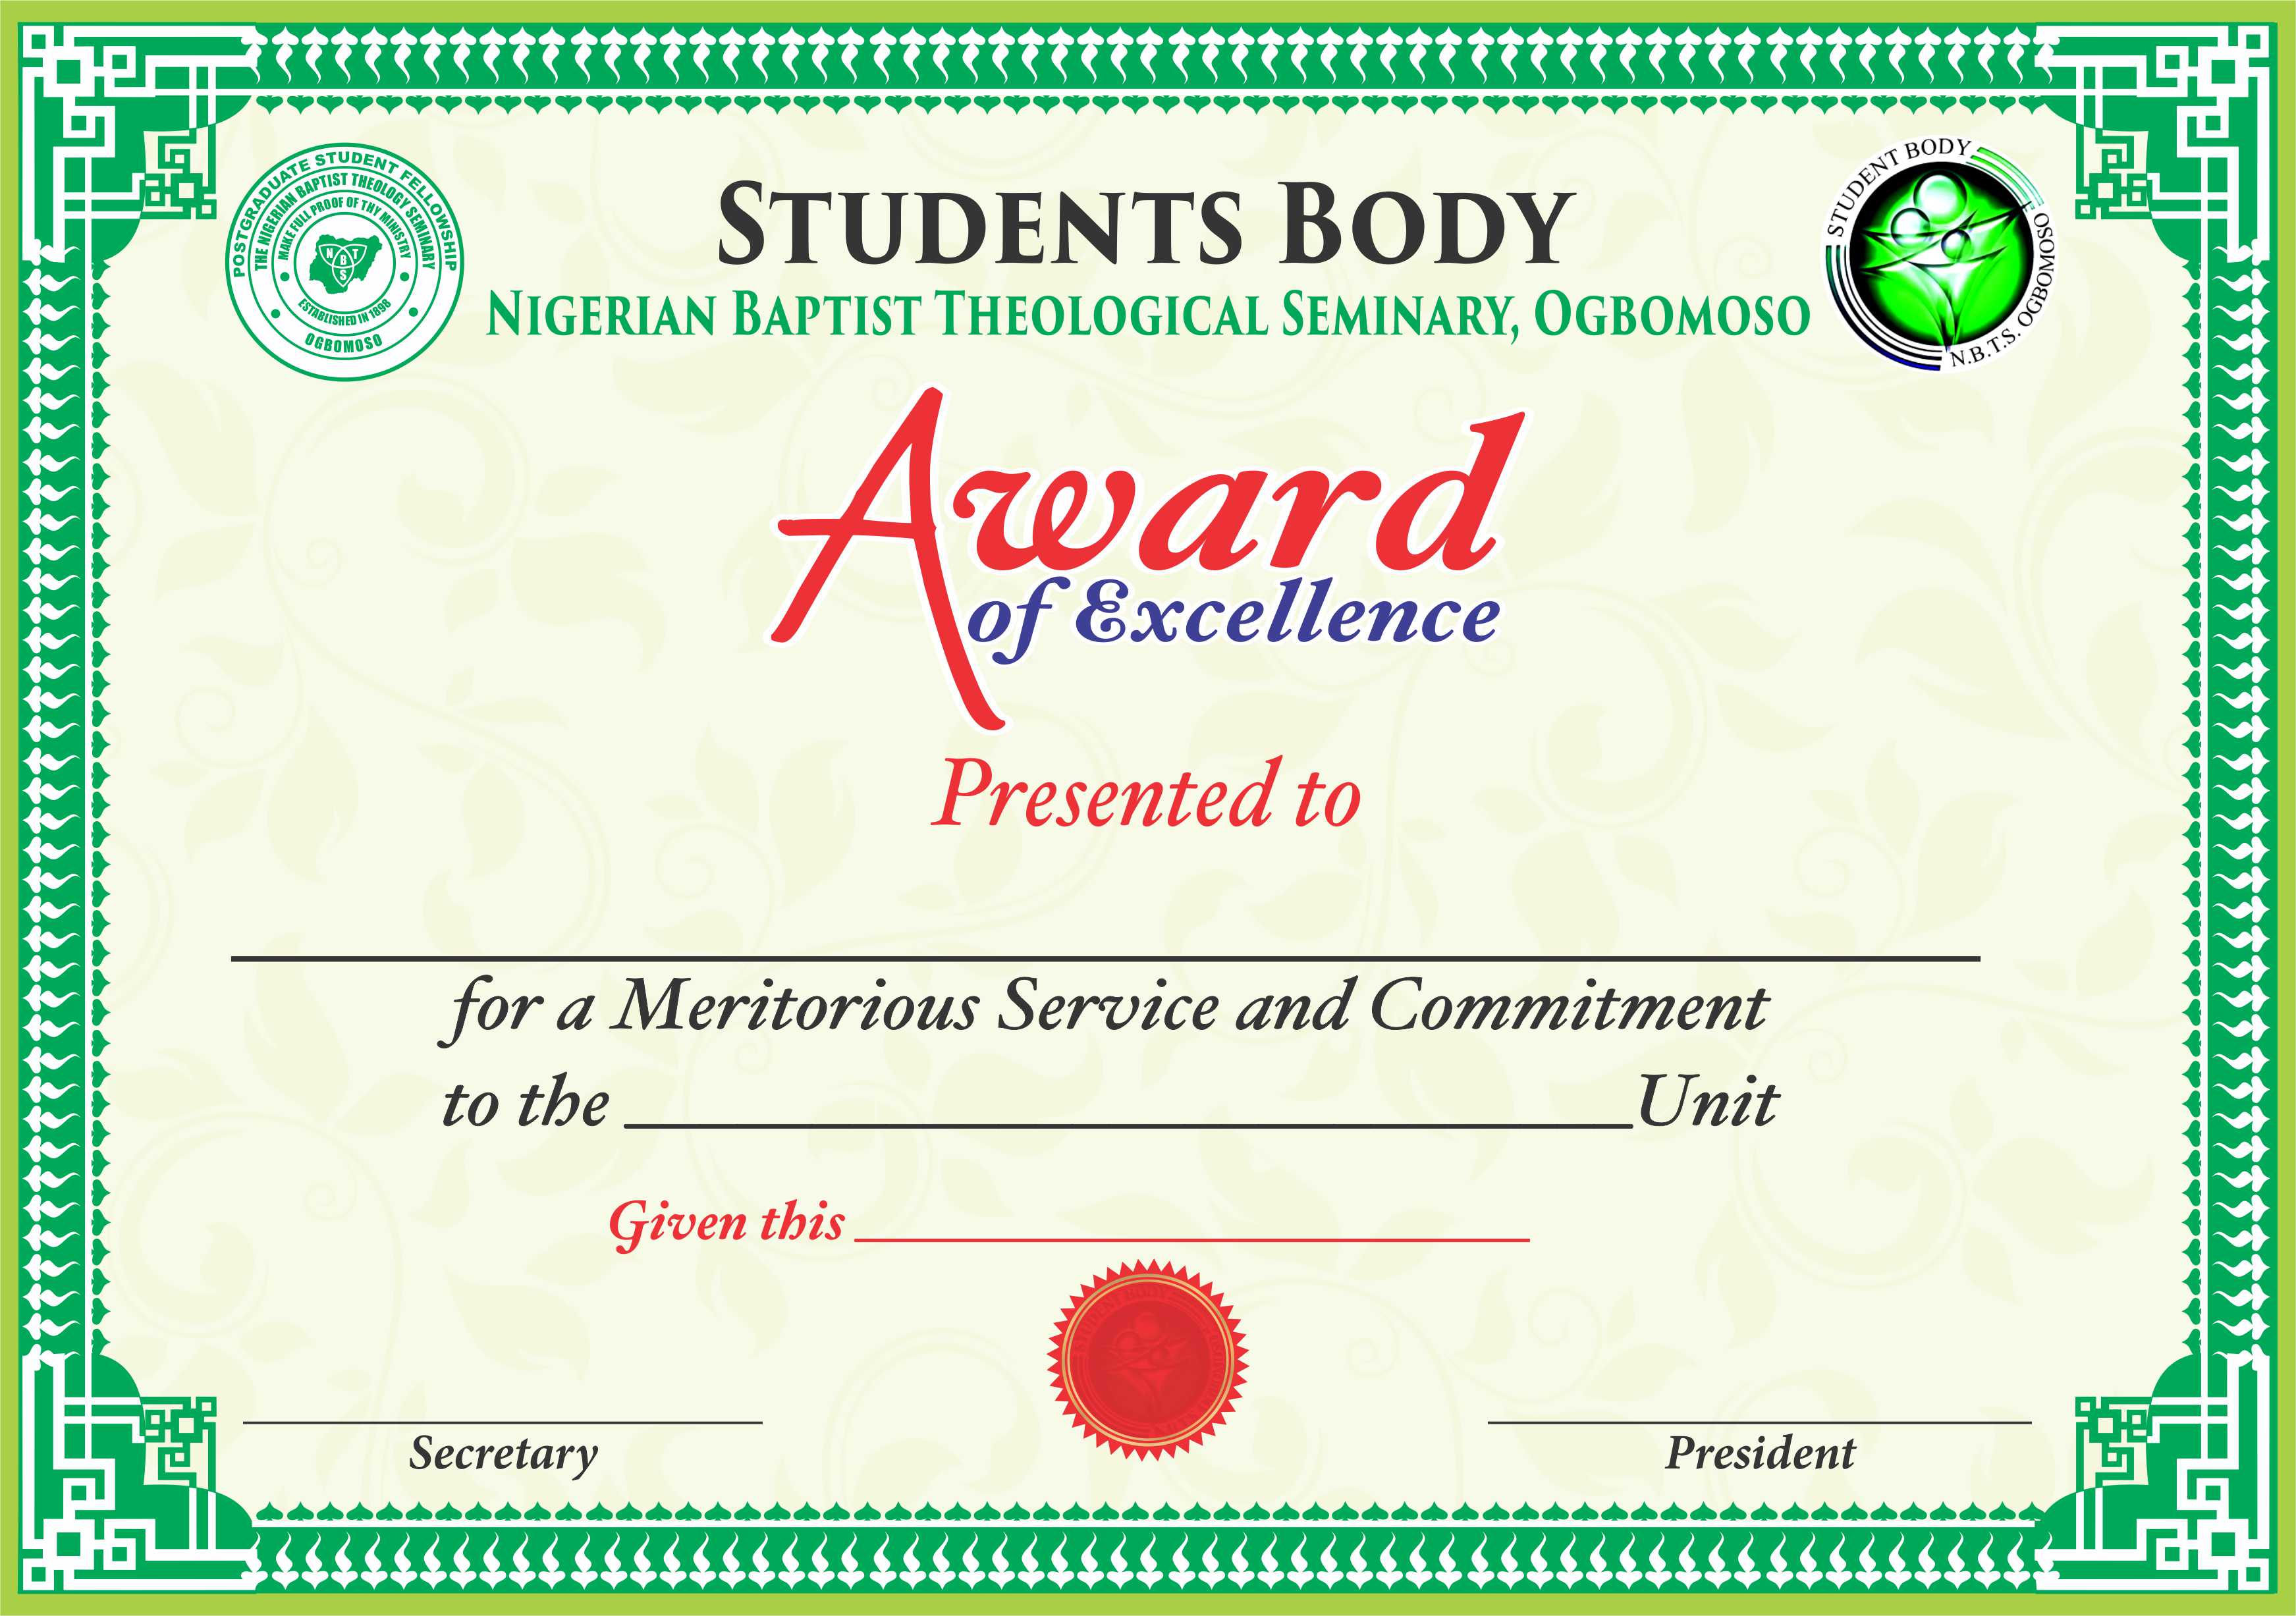 POSTGRADUATE STUDENT FELLOWSHIP
THE NIGERIAN BAPTIST THEOLOGY SEMINARY
MAKE FULL PROOF OF THY MINISTRY
N B T S
ESTABLISHED IN 1898
OGBOMOSO
STUDENTS BODY
NIGERIAN BAPTIST THEOLOGICAL SEMINARY, OGBOMOSO
STUDENT BODY
N.B.T.S. OGBOMOSO
Award
of Excellence
Presented to
for a Meritorious Service and Commitment
to the Unit
Given this
STUDENT BODY
Secretary
President